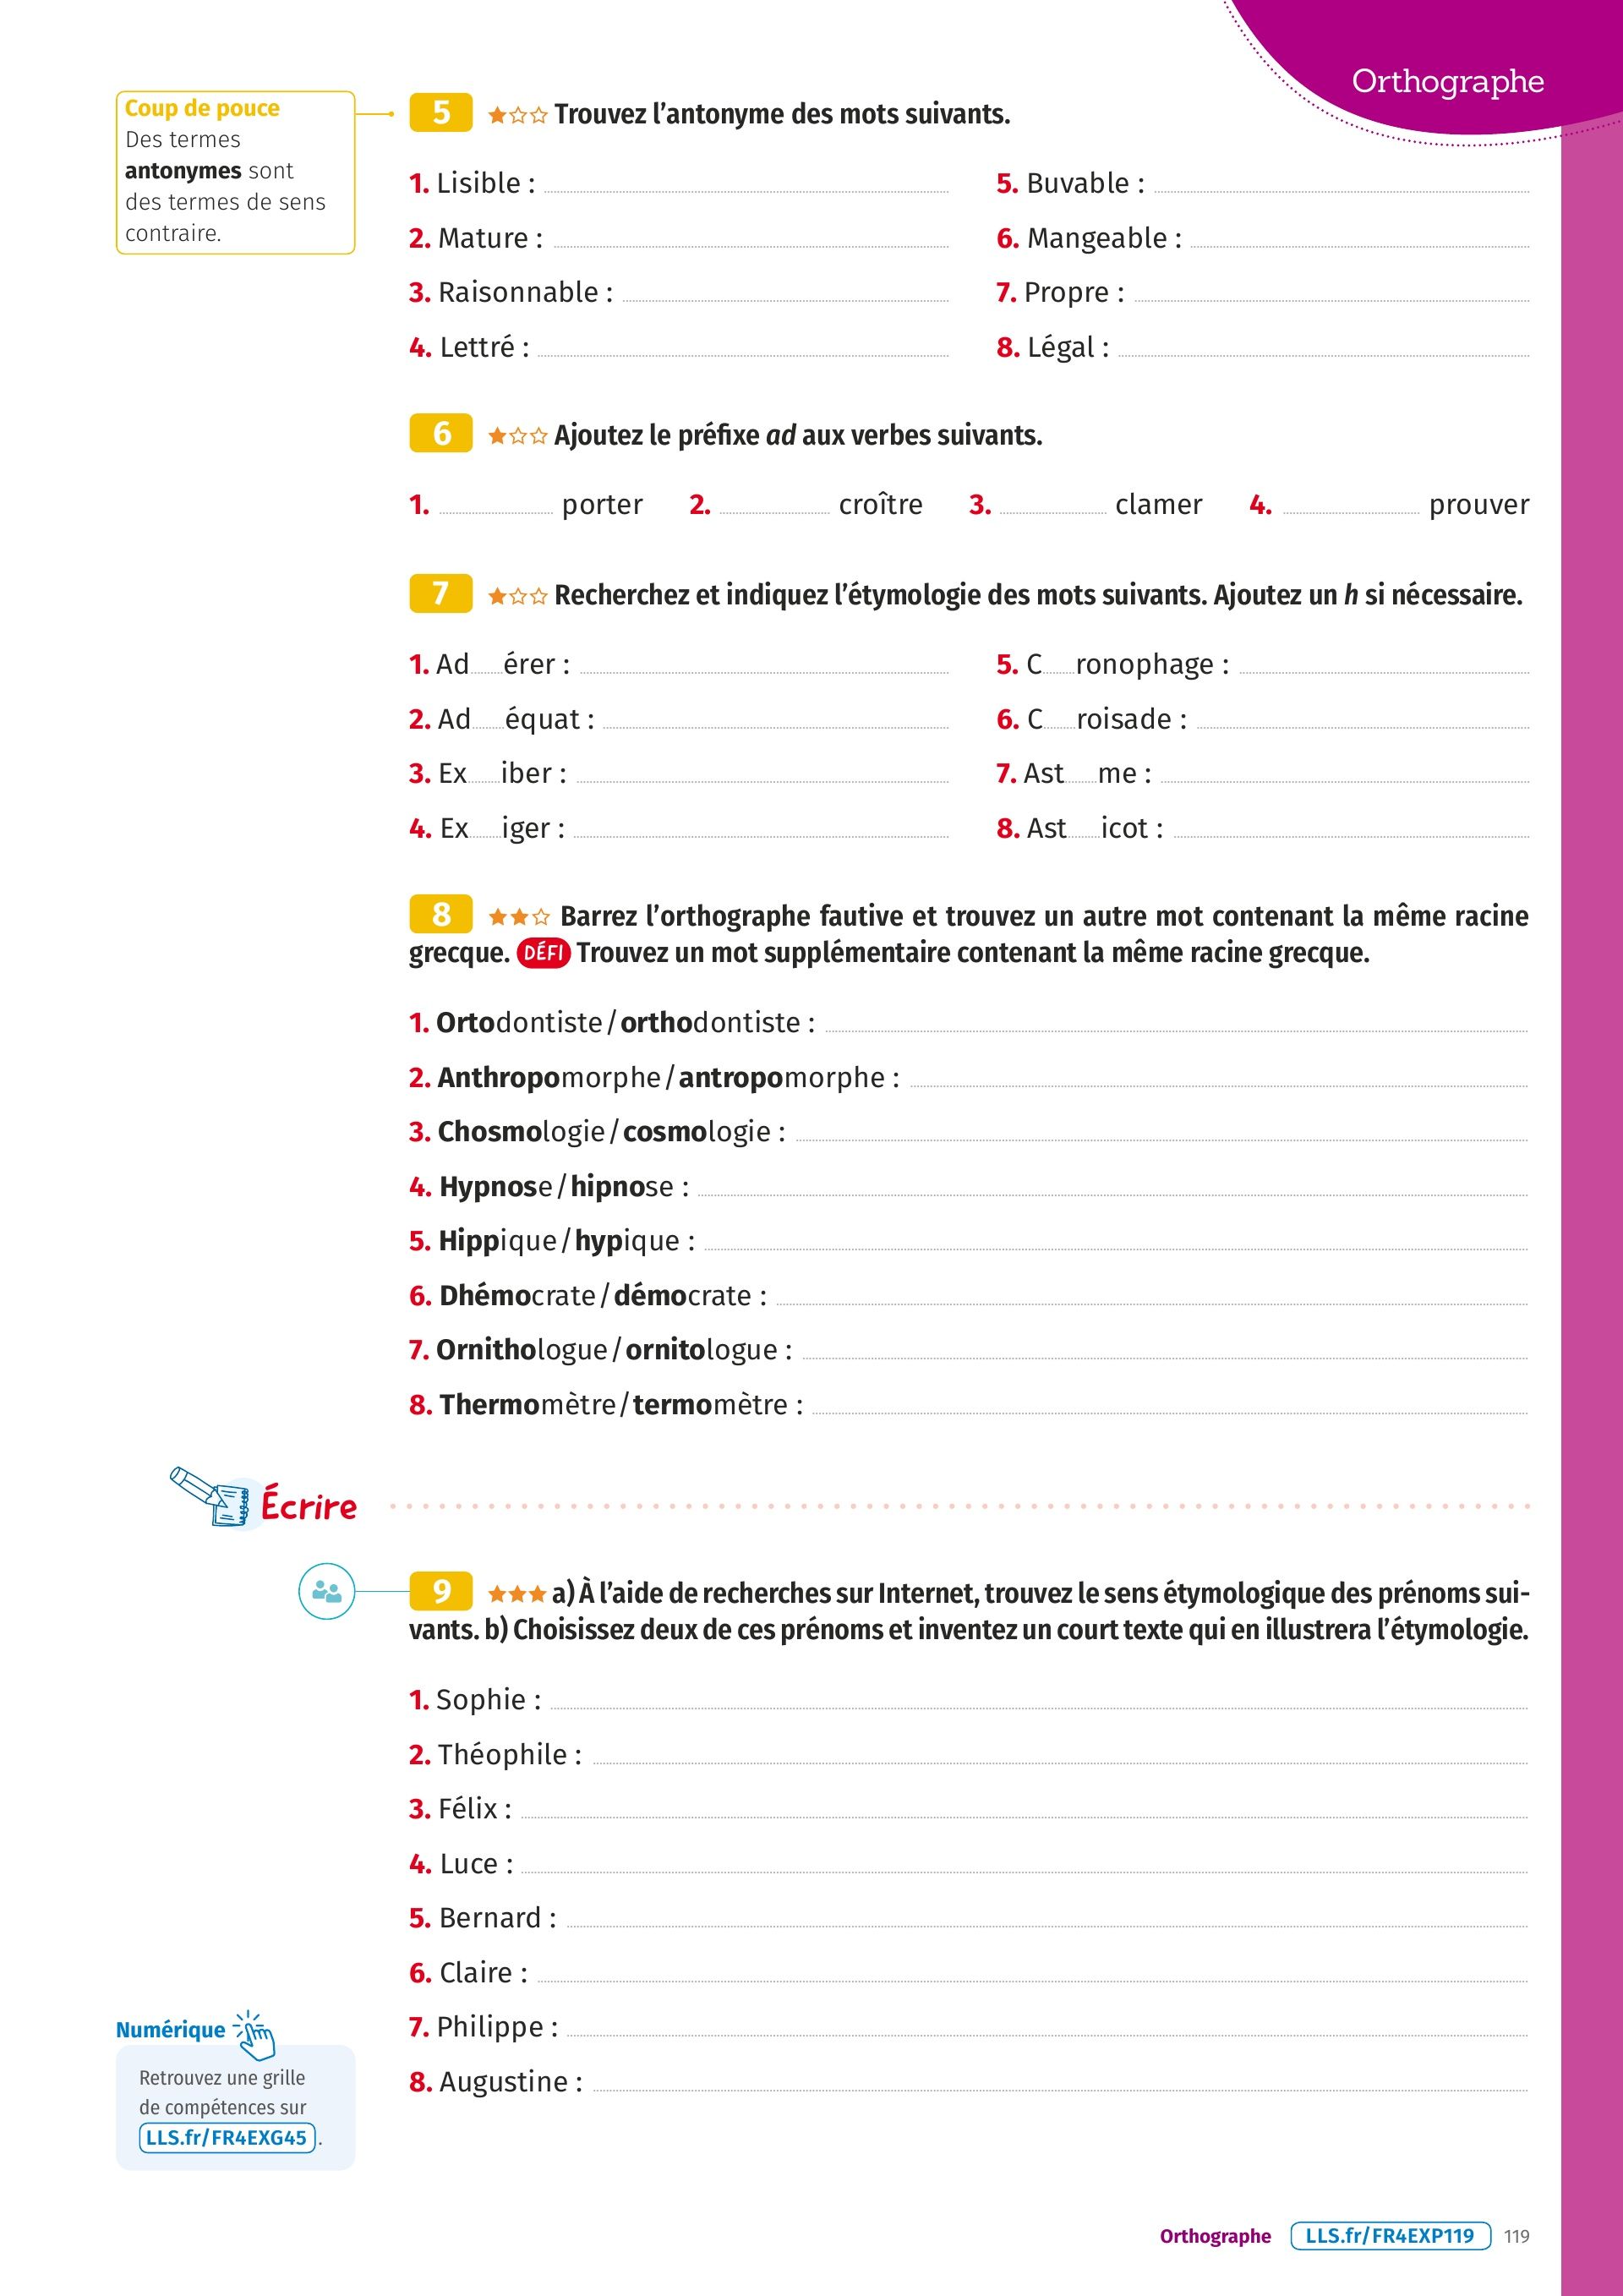 Orthographe
Coup de pouce
Des termes
antonymes sont
des termes de sens
contraire.
5 Trouvez l’antonyme des mots suivants.
1. Lisible :
2. Mature :
3. Raisonnable :
4. Lettré :
5. Buvable :
6. Mangeable :
7. Propre :
8. Légal :
6 Ajoutez le préfixe ad aux verbes suivants.
1. porter 2. croître 3. clamer 4. prouver
7 Recherchez et indiquez l’étymologie des mots suivants. Ajoutez un h si nécessaire.
1. Ad......érer :
2. Ad......équat :
3. Ex......iber :
4. Ex......iger :
5. C......ronophage :
6. C......roisade :
7. Ast......me :
8. Ast......icot :
8 Barrez l’orthographe fautive et trouvez un autre mot contenant la même racine
grecque. DÉFI Trouvez un mot supplémentaire contenant la même racine grecque.
1. Ortodontiste / orthodontiste :
2. Anthropomorphe / antropomorphe :
3. Chosmologie / cosmologie :
4. Hypnose / hipnose :
5. Hippique / hypique :
6. Dhémocrate / démocrate :
7. Ornithologue / ornitologue :
8. Thermomètre / termomètre :
Écrire
9 a) À l’aide de recherches sur Internet, trouvez le sens étymologique des prénoms sui-
vants. b) Choisissez deux de ces prénoms et inventez un court texte qui en illustrera l’étymologie.
1. Sophie :
2. Théophile :
3. Félix :
4. Luce :
5. Bernard :
6. Claire :
7. Philippe :
8. Augustine :
Numérique
Retrouvez une grille
de compétences sur
LLS.fr/FR4EXG45 .
Orthographe LLS.fr/FR4EXP119 119